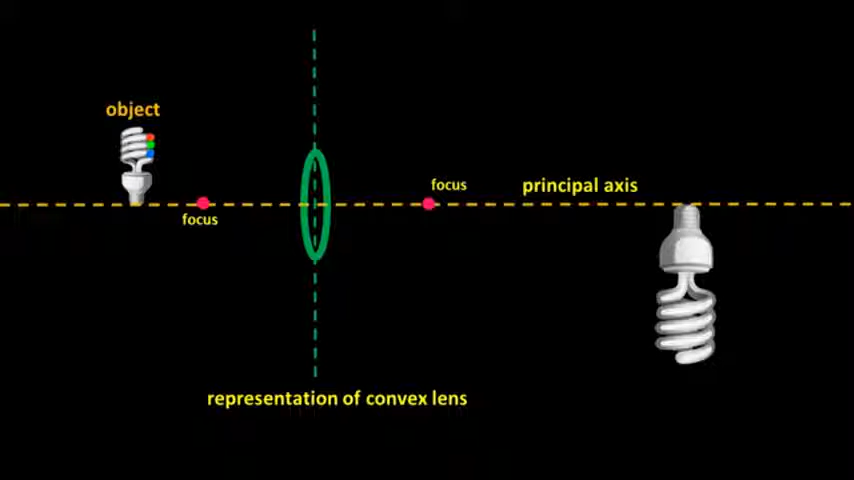 object
focus
principal axis
focus
representation of convex lens